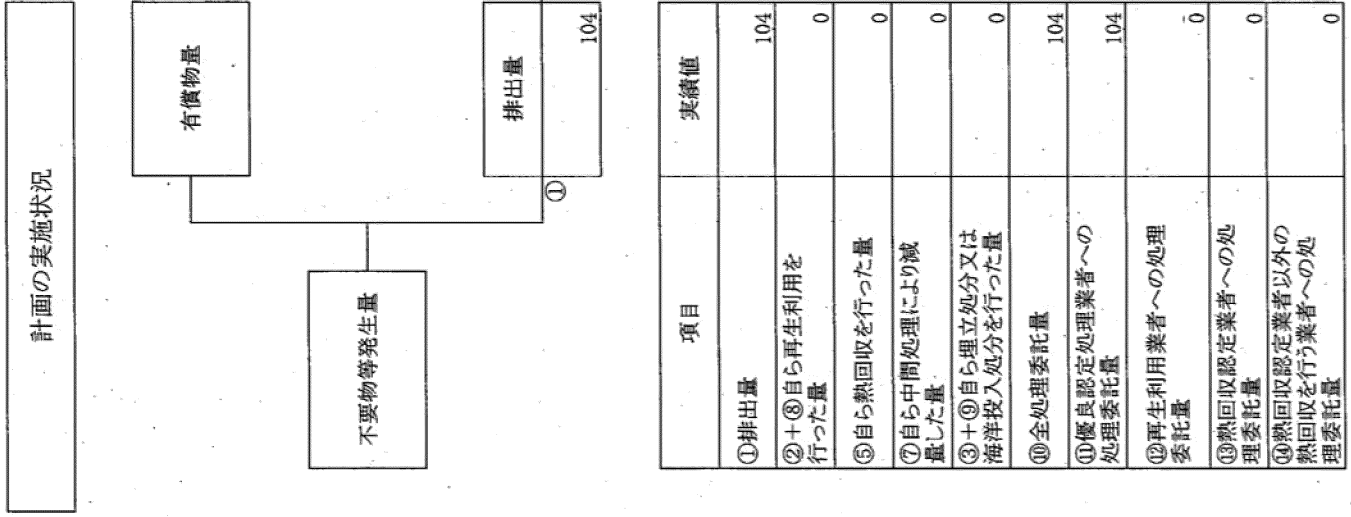 計画の実施状況
有償物量
不要物等発生量
排出量
①
104
項目
実績値
①排出量
104
②+⑧自ら再生利用を
行った量
0
⑤自ら熱回収を行った量
0
⑦自ら中間処理により減
量した量
0
③+⑨自ら埋立処分又は
海洋投入処分を行った量
0
⑩全処理委託量
104
⑪優良認定処理業者への
処理委託量
104
⑫再生利用業者への処理
委託量
0
⑬熱回収認定業者への処
理委託量
0
⑭熱回収認定業者以外の
熱回収を行う業者への処
理委託量
0